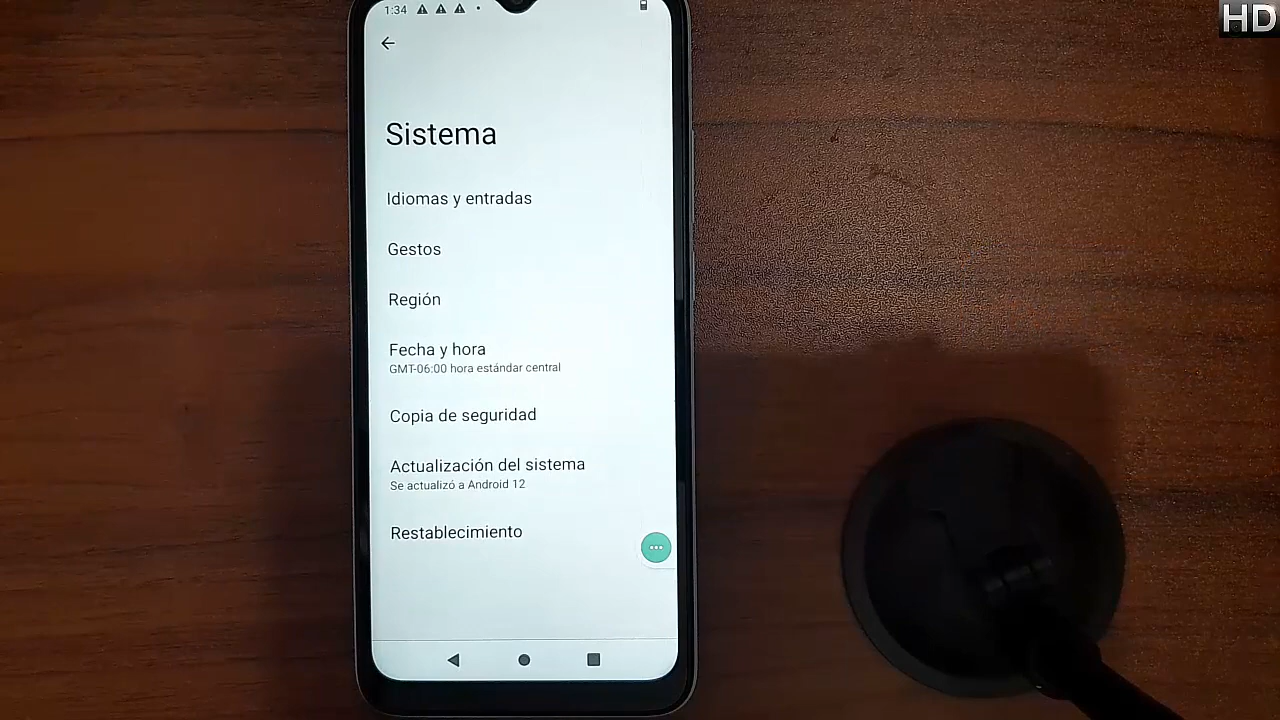 HD
1:34
Sistema
Idiomas y entradas
Gestos
Región
Fecha y hora
GMT-06:00 hora estándar central
Copia de seguridad
Actualización del sistema
Se actualizó a Android 12
Restablecimiento